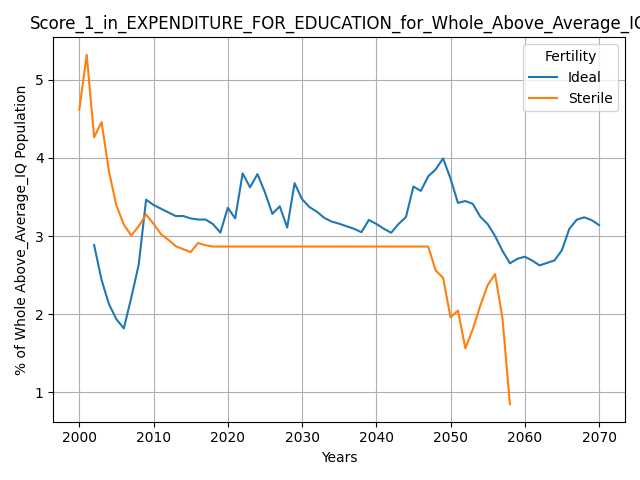 Score_1_in_EXPENDITURE_FOR_EDUCATION_for_Whole_Above_Average_IQ
Fertility
Ideal
Sterile
% of Whole Above_Average_IQ Population
5
4
3
2
1
2000 2010 2020 2030 2040 2050 2060 2070
Years